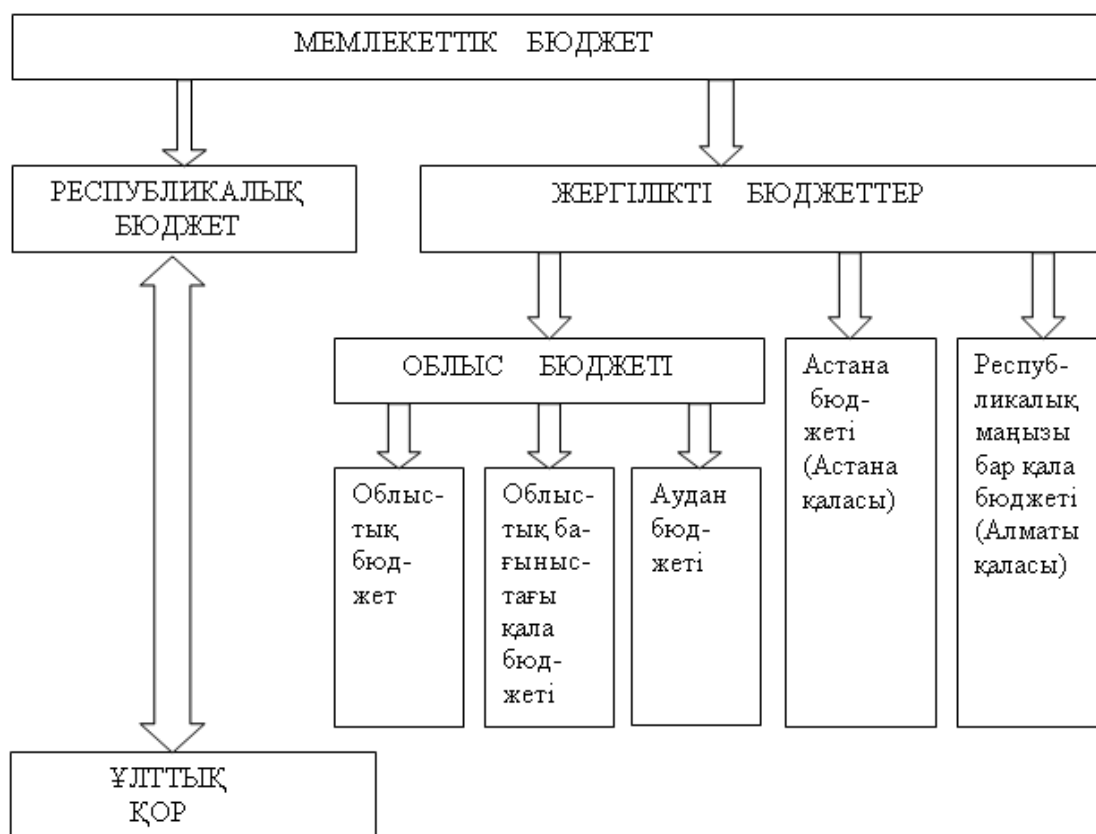 МЕМЛЕКЕТТІК БЮДЖЕТ
РЕСПУБЛИКАЛЫҚ
БЮДЖЕТ
ЖЕРГІЛІКТІ БЮДЖЕТТЕР
ОБЛЫС БЮДЖЕТІ
Облыс-
тық
бюд-
жет
Облыс-
тық ба-
ғыныс-
тағы
қала
бюд-
жеті
Аудан
бюд-
жеті
Астана
бюд-
жеті
(Астана
қаласы)
Респуб-
ликалық
маңызы
бар қала
бюджеті
(Алматы
қаласы)
ҰЛТТЫҚ
ҚОР